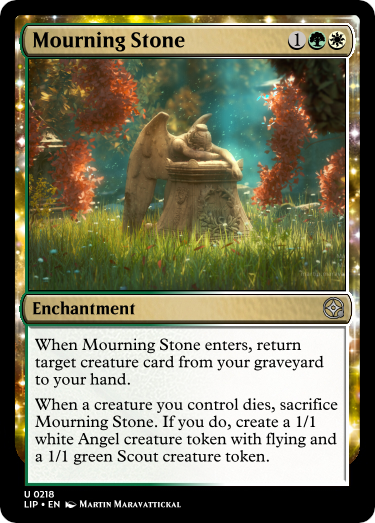 Mourning Stone 1
Enchantment
When Mourning Stone enters, return
target creature card from your graveyard
to your hand.
When a creature you control dies, sacrifice
Mourning Stone. If you do, create a 1/1
white Angel creature token with flying and
a 1/1 green Scout creature token.
U 0218
LIP • EN Martin Maravattickal